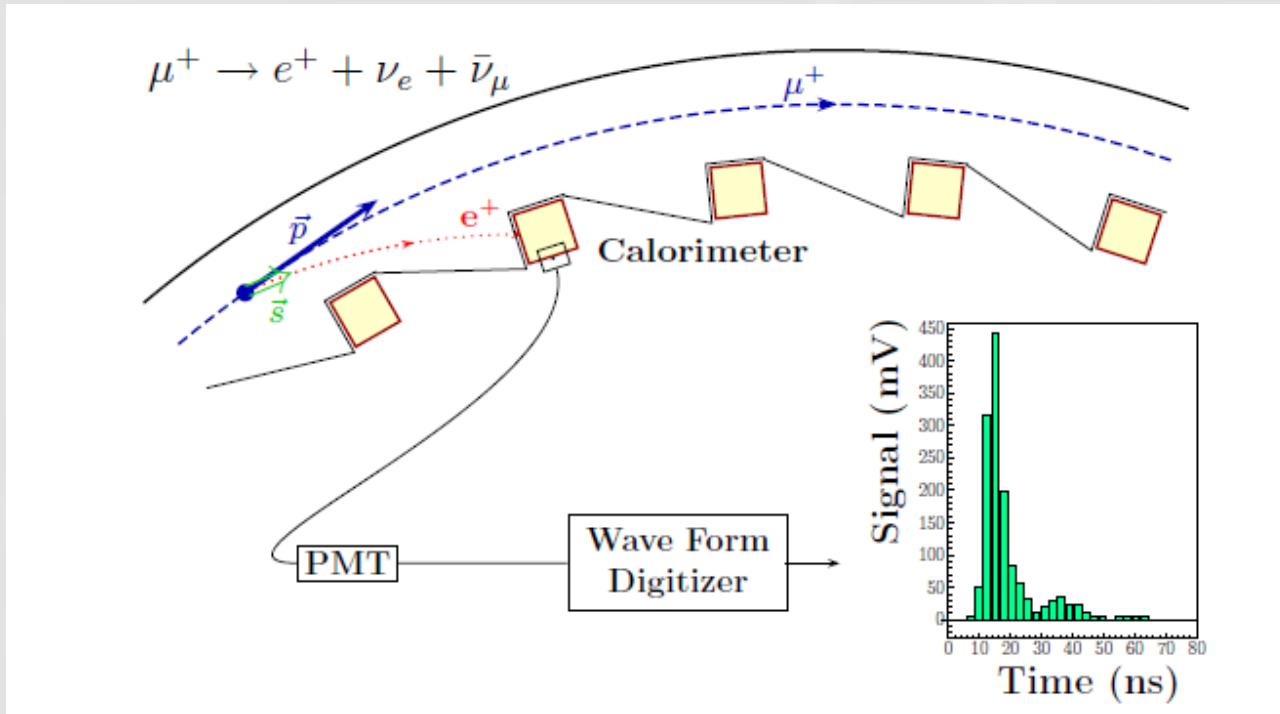 μ⁺ → e⁺ + νₑ + ν̄_μ
μ⁺
p⃗
e⁺
s⃗
Calorimeter
PMT
Wave Form
Digitizer
Signal (mV)
450
400
350
300
250
200
150
100
50
0
0 10 20 30 40 50 60 70 80
Time (ns)